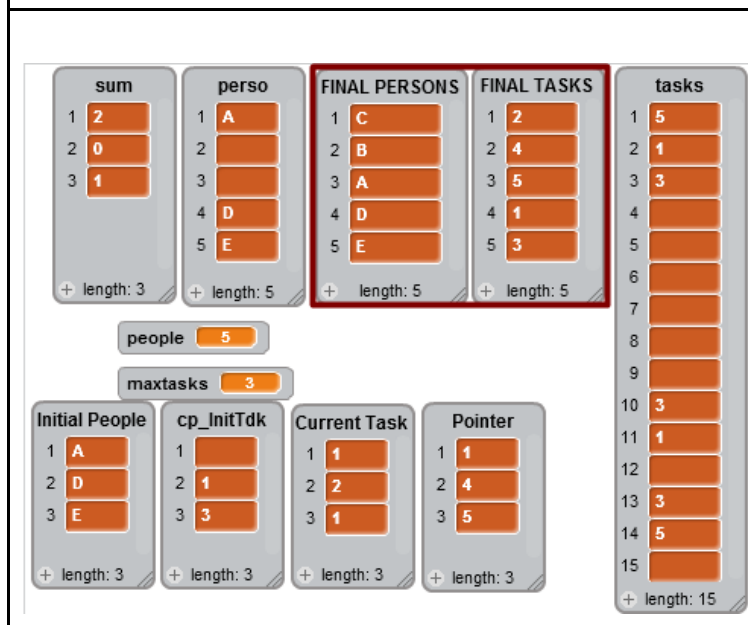 sum
1 2
2 0
3 1
+ length: 3
perso
1 A
2
3
4 D
5 E
+ length: 5
FINAL PERSONS
1 C
2 B
3 A
4 D
5 E
+ length: 5
FINAL TASKS
1 2
2 4
3 5
4 1
5 3
+ length: 5
tasks
1 5
2 1
3 3
4
5
6
7
8
9
10 3
11 1
12
13 3
14 5
15
+ length: 15
people 5
maxtasks 3
Initial People
1 A
2 D
3 E
+ length: 3
cp_InitTdk
1
2 1
3 3
+ length: 3
Current Task
1 1
2 2
3 1
+ length: 3
Pointer
1 1
2 4
3 5
+ length: 3